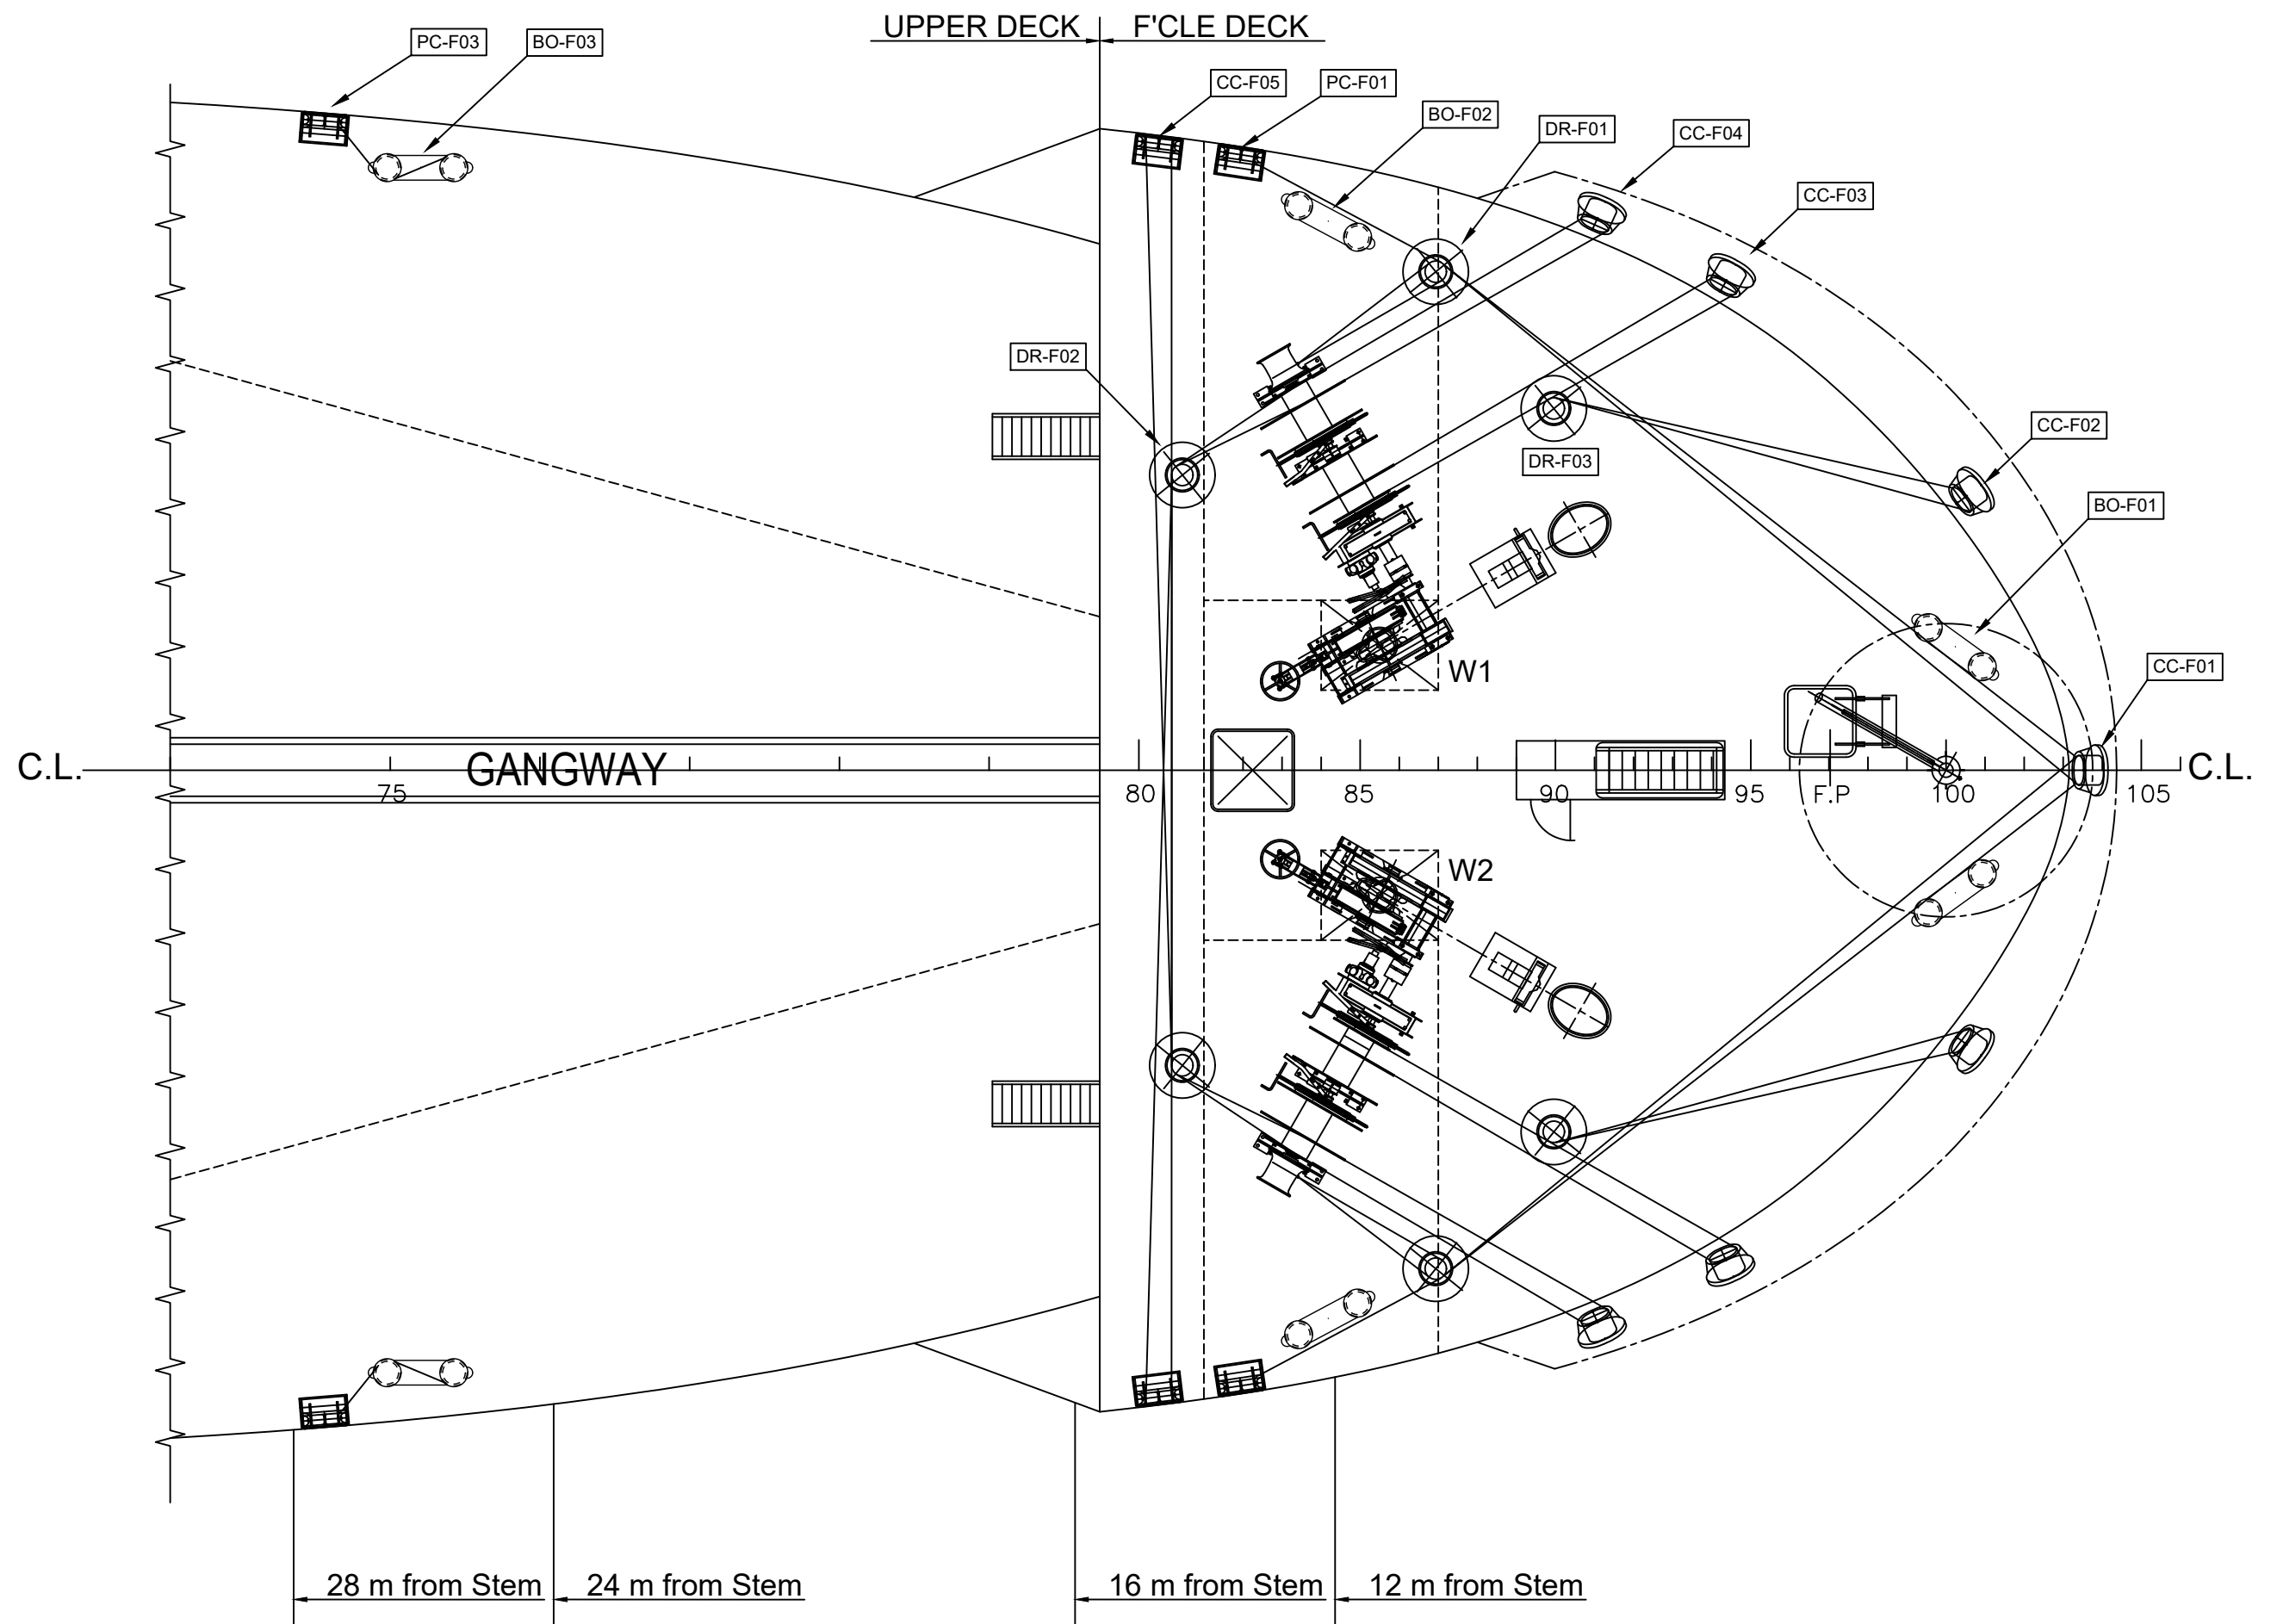 UPPER DECK
F'CLE DECK
PC-F03
BO-F03
CC-F05
PC-F01
BO-F02
DR-F01
CC-F04
CC-F03
DR-F02
CC-F02
DR-F03
BO-F01
W1
CC-F01
C.L.
GANGWAY
C.L.
75
80
85
90
95
F.P
100
105
W2
28 m from Stem
24 m from Stem
16 m from Stem
12 m from Stem